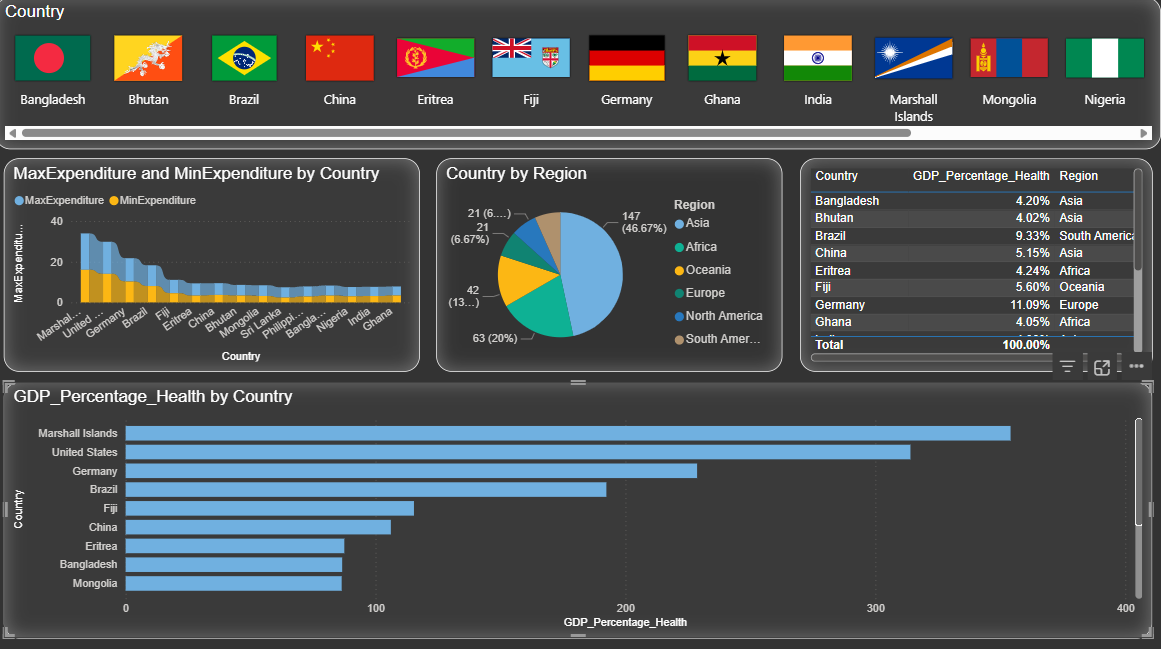 Country
Bangladesh
Bhutan
Brazil
China
Eritrea
Fiji
Germany
Ghana
India
Marshall
Islands
Mongolia
Nigeria
MaxExpenditure and MinExpenditure by Country
MaxExpenditure MinExpenditure
MaxExpenditu...
40
20
0
Marshal...
United ...
Germany
Brazil
Fiji
Eritrea
China
Bhutan
Mongolia
Sri Lanka
Philippi...
Bangla...
Nigeria
India
Ghana
Country
Country by Region
147
(46.67%)
63 (20%)
42
(13...)
21
(6.67%)
21 (6....)
Region
Asia
Africa
Oceania
Europe
North America
South Amer...
Country GDP_Percentage_Health Region
Bangladesh 4.20% Asia
Bhutan 4.02% Asia
Brazil 9.33% South America
China 5.15% Asia
Eritrea 4.24% Africa
Fiji 5.60% Oceania
Germany 11.09% Europe
Ghana 4.05% Africa
Total 100.00%
GDP_Percentage_Health by Country
Country
Marshall Islands
United States
Germany
Brazil
Fiji
China
Eritrea
Bangladesh
Mongolia
0 100 200 300 400
GDP_Percentage_Health